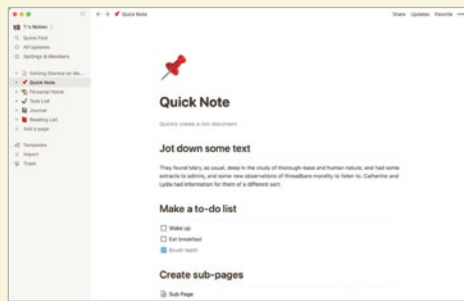 T.'s Notion
Quick Find
All Updates
Settings & Members
Getting Started on Mo...
Quick Note
Personal Home
Task List
Journal
Reading List
Add a page
Templates
Import
Trash
Quick Note
Share Updates Favorite
Quick Note
Quickly create a rich document.
Jot down some text
They found Mary, as usual, deep in the study of thorough-bass and human nature; and had some
extracts to admire, and some new observations of threadbare morality to listen to. Catherine and
Lydia had information for them of a different sort.
Make a to-do list
Wake up
Eat breakfast
Brush teeth
Create sub-pages
Sub Page